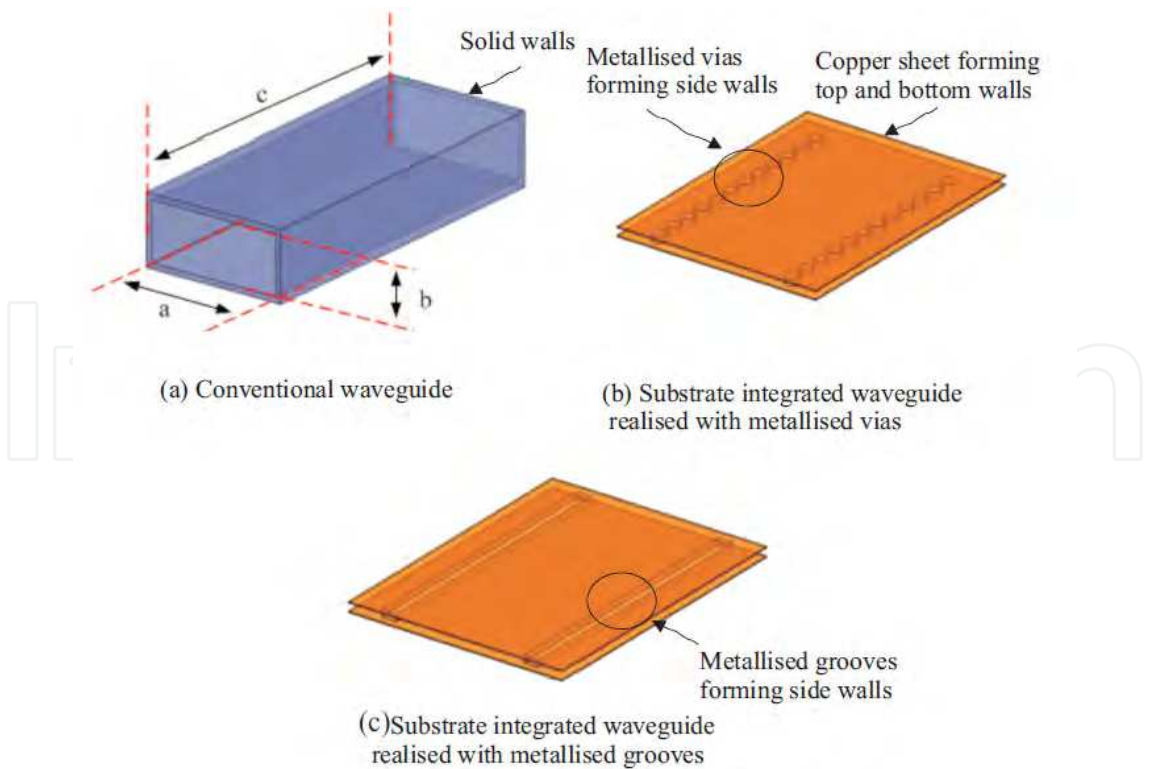 Solid walls
c
a
b
(a) Conventional waveguide
Metallised vias
forming side walls
Copper sheet forming
top and bottom walls
(b) Substrate integrated waveguide
realised with metallised vias
Metallised grooves
forming side walls
(c)Substrate integrated waveguide
realised with metallised grooves